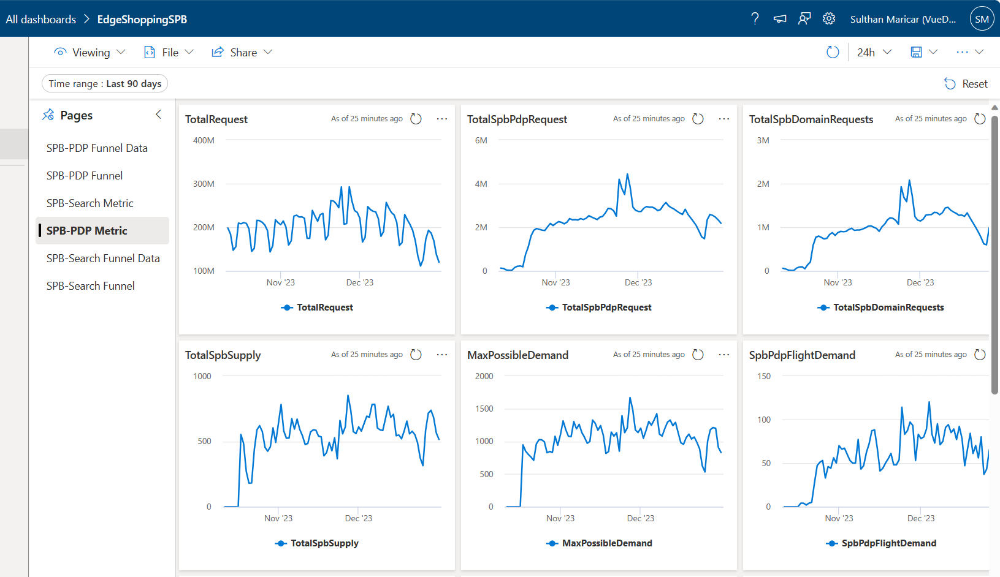 All dashboards > EdgeShoppingSPB
Sulthan Maricar (VueD...
SM
Viewing
File
Share
24h
Time range : Last 90 days
Reset
Pages
SPB-PDP Funnel Data
SPB-PDP Funnel
SPB-Search Metric
SPB-PDP Metric
SPB-Search Funnel Data
SPB-Search Funnel
TotalRequest
As of 25 minutes ago
400M
300M
200M
100M
Nov '23
Dec '23
TotalRequest
TotalSpbPdpRequest
As of 25 minutes ago
6M
4M
2M
0
Nov '23
Dec '23
TotalSpbPdpRequest
TotalSpbDomainRequests
As of 25 minutes ago
3M
2M
1M
0
Nov '23
Dec '23
TotalSpbDomainRequests
TotalSpbSupply
As of 25 minutes ago
1000
500
0
Nov '23
Dec '23
TotalSpbSupply
MaxPossibleDemand
As of 25 minutes ago
2000
1500
1000
500
0
Nov '23
Dec '23
MaxPossibleDemand
SpbPdpFlightDemand
As of 25 minutes ago
150
100
50
0
Nov '23
Dec '23
SpbPdpFlightDemand